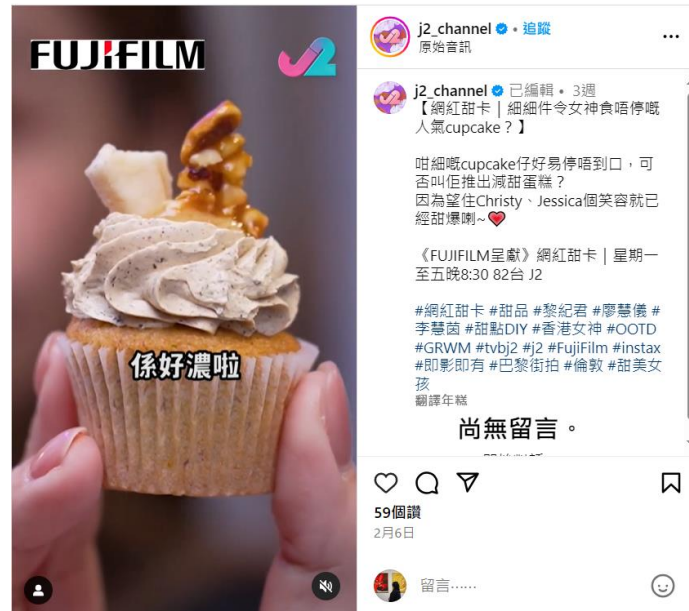 FUJIFILM
J2
係好濃啦
j2_channel • 追蹤
原始音訊
j2_channel 已編輯 • 3週
【網紅甜卡｜細細件令女神食唔停嘅
人氣cupcake？】
咁細嘅cupcake仔好易停唔到口，可
否叫佢推出減甜蛋糕？
因為望住Christy、Jessica個笑容就已
經甜爆喇~
《FUJIFILM呈獻》網紅甜卡｜星期一
至五晚8:30 82台 J2
#網紅甜卡 #甜品 #黎紀君 #廖慧儀 #
李慧茵 #甜點DIY #香港女神 #OOTD
#GRWM #tvbj2 #j2 #FujiFilm #instax
#即影即有 #巴黎街拍 #倫敦 #甜美女
孩
翻譯年糕
尚無留言。
59個讚
2月6日
留言……